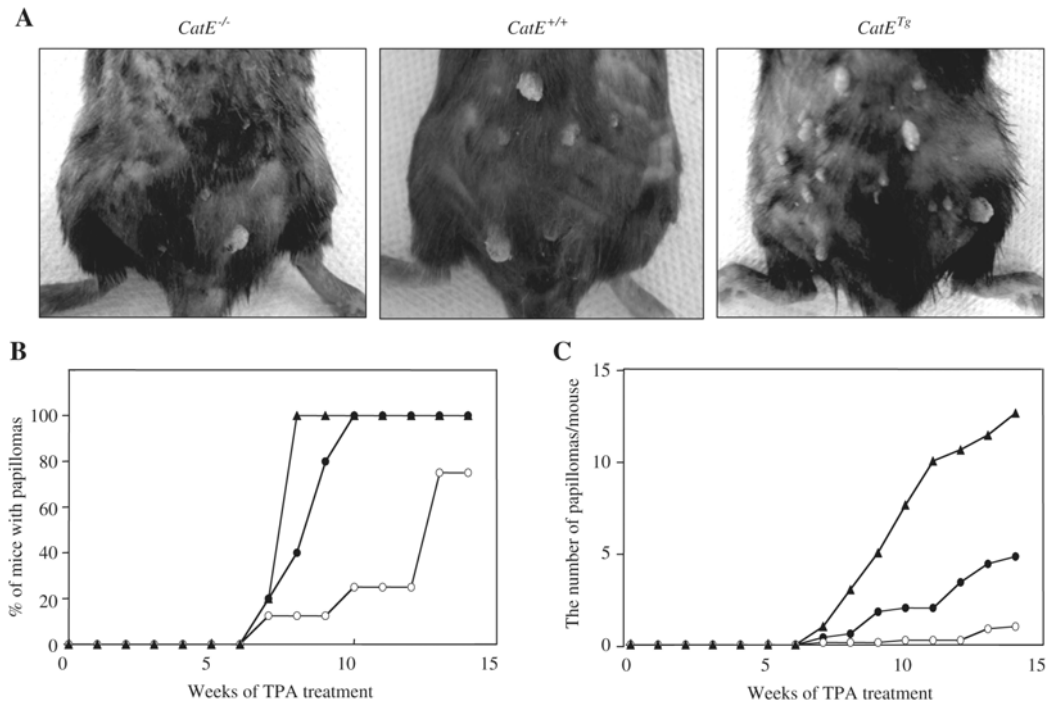 A
CatE-/-
CatE+/+
CatETg
B
% of mice with papillomas
100
80
60
40
20
0
0 5 10 15
Weeks of TPA treatment
C
The number of papillomas/mouse
15
10
5
0
0 5 10 15
Weeks of TPA treatment